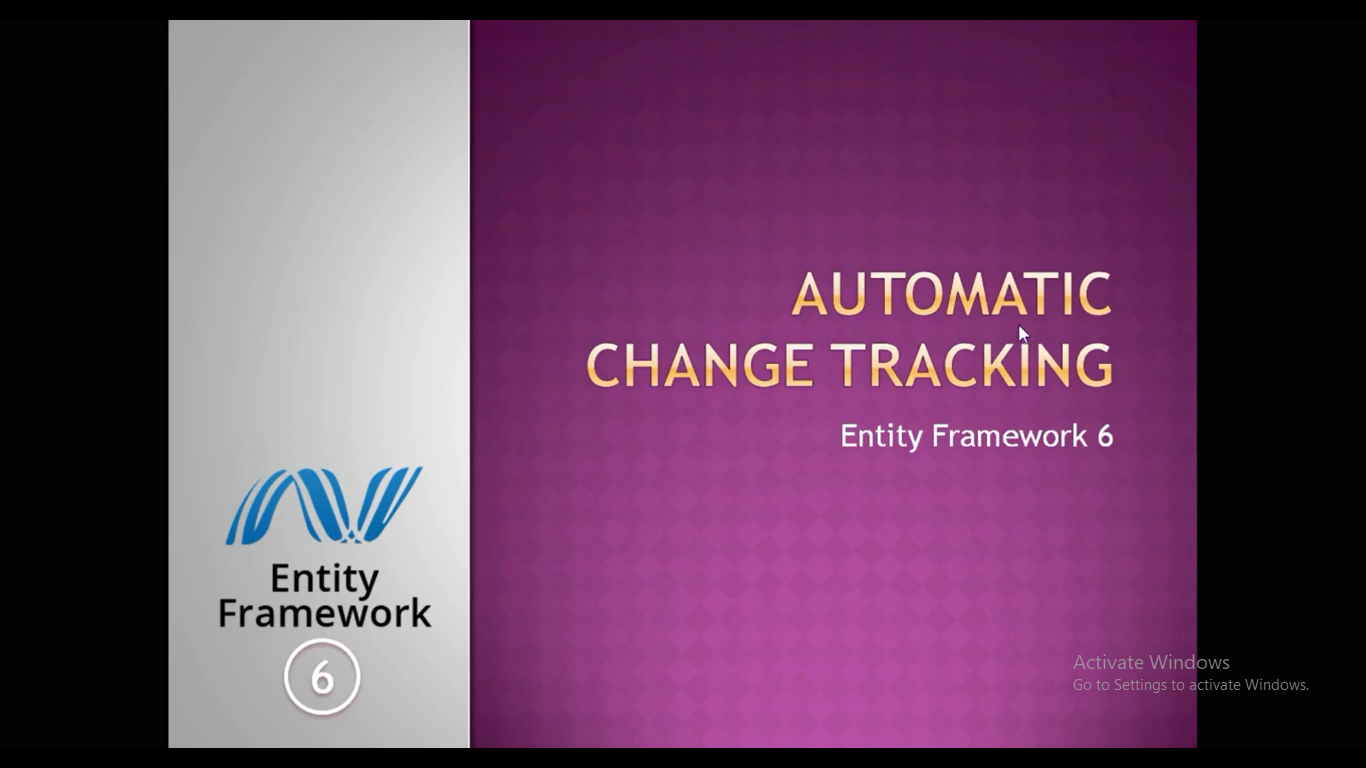 AUTOMATIC
CHANGE TRACKING
Entity Framework 6
Entity
Framework
6
Activate Windows
Go to Settings to activate Windows.